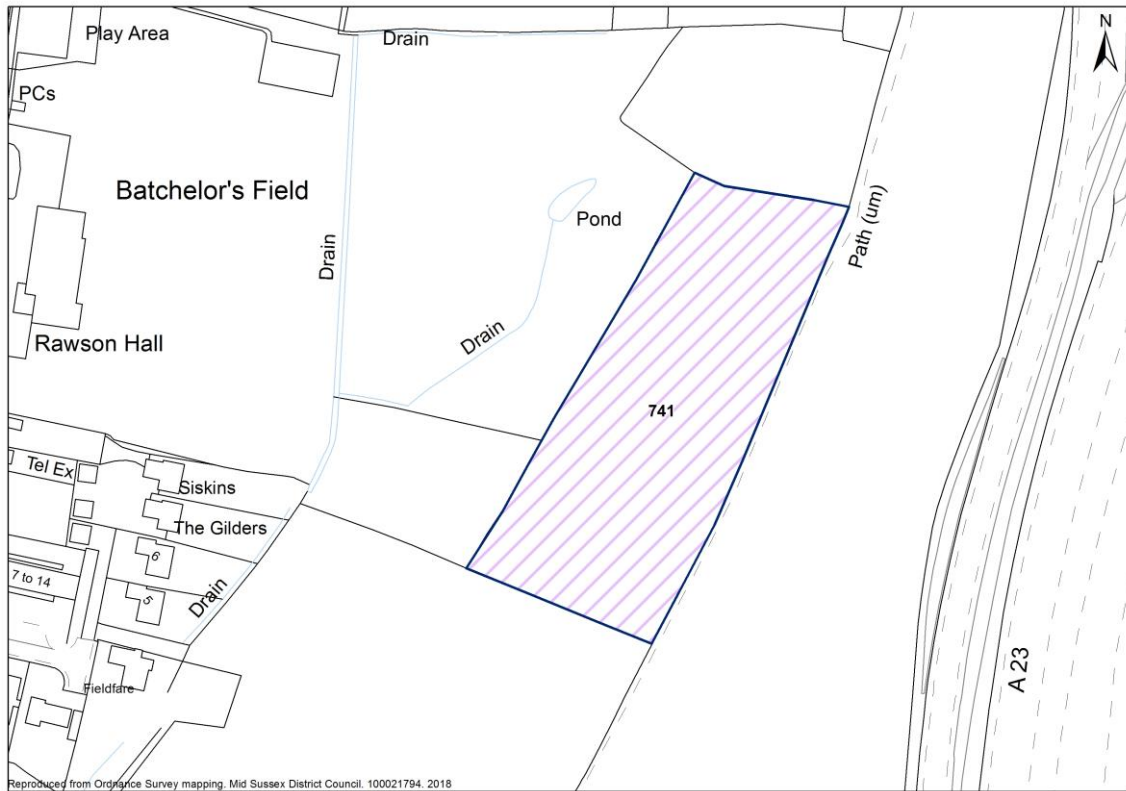 Play Area
Drain
N
PCs
Batchelor's Field
Pond
Path (um)
Drain
Drain
Rawson Hall
741
Tel Ex
Siskins
The Gilders
6
7 to 14
5
Drain
Fieldfare
A 23
Reproduced from Ordnance Survey mapping. Mid Sussex District Council. 100021794. 2018